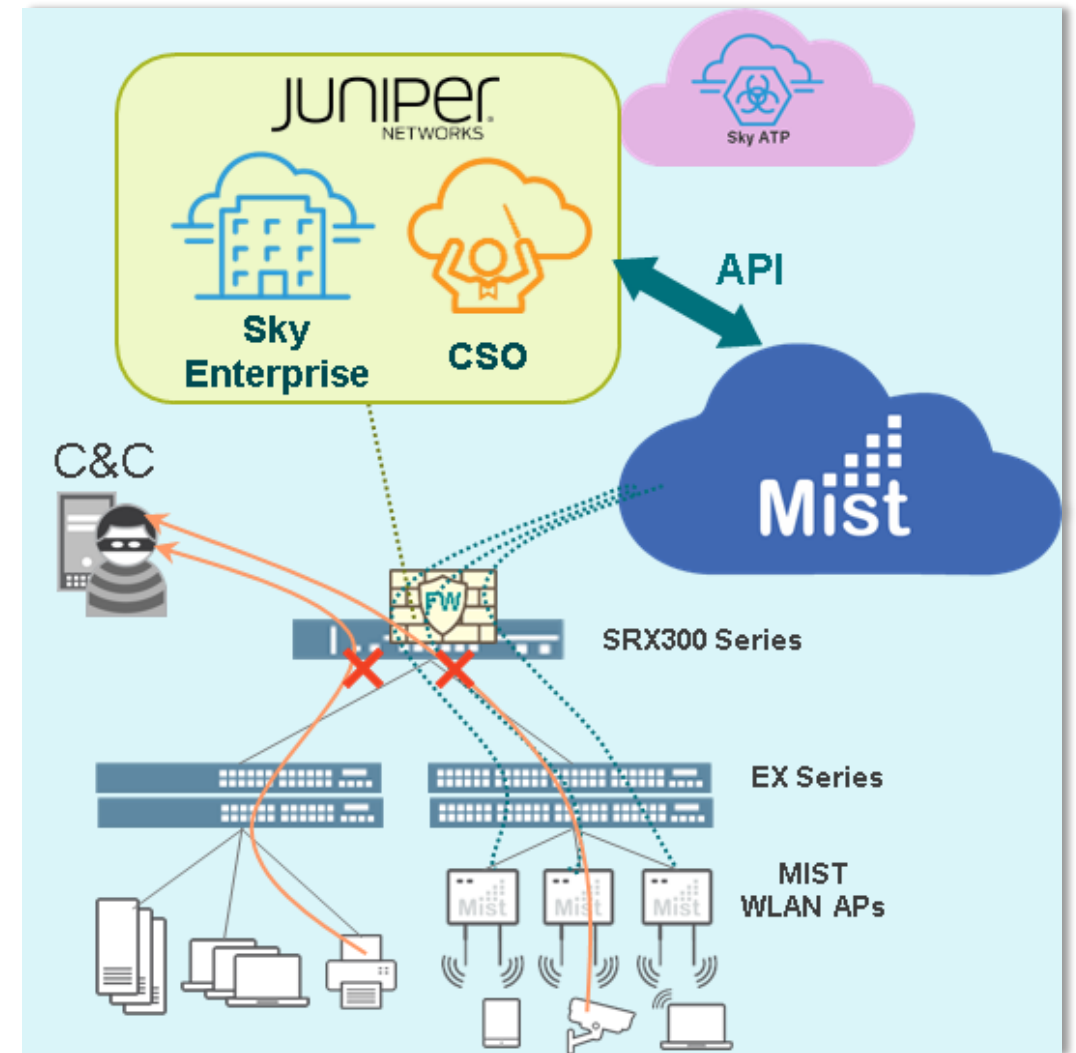 JUNIPER
NETWORKS
Sky ATP
Sky
Enterprise
CSO
API
C&C
Mist
FW
SRX300 Series
EX Series
Mist
Mist
Mist
MIST
WLAN APs